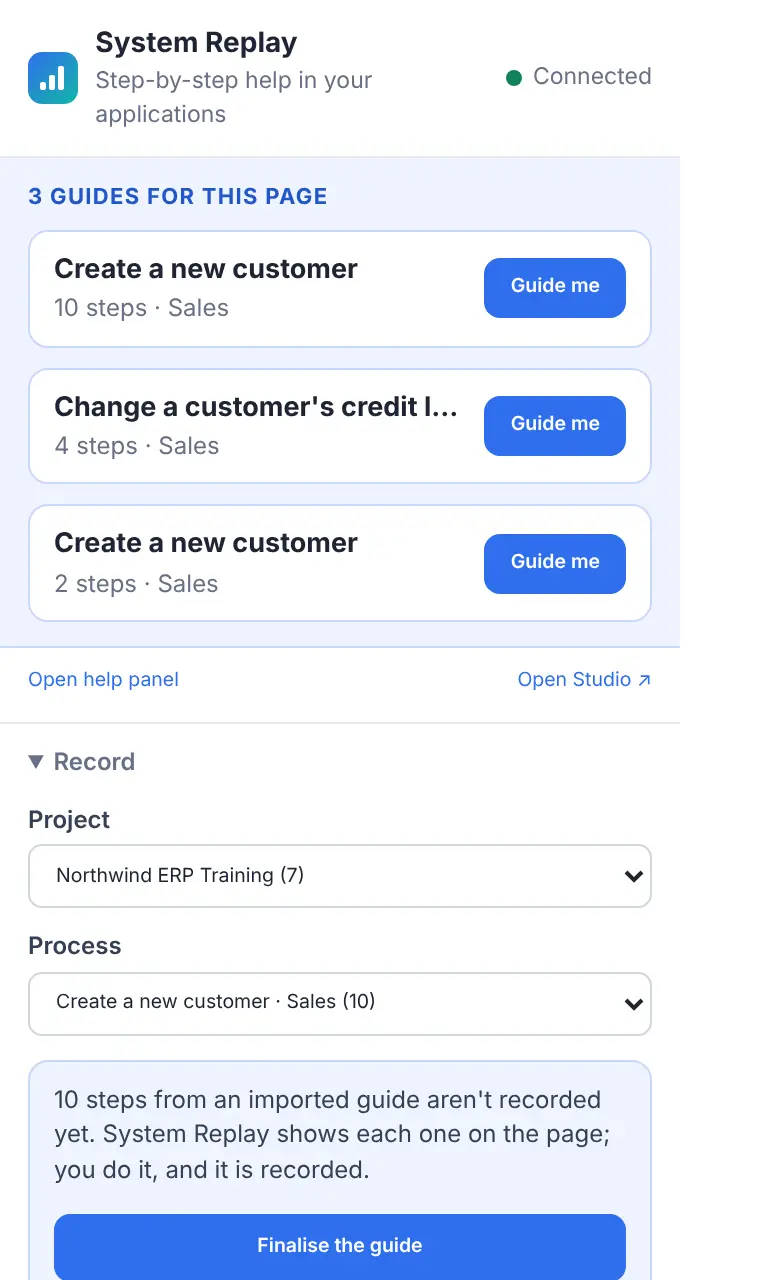 System Replay
Step-by-step help in your
applications
Connected
3 GUIDES FOR THIS PAGE
Create a new customer
10 steps · Sales
Guide me
Change a customer's credit l...
4 steps · Sales
Guide me
Create a new customer
2 steps · Sales
Guide me
Open help panel
Open Studio ↗
▼ Record
Project
Northwind ERP Training (7)
Process
Create a new customer · Sales (10)
10 steps from an imported guide aren't recorded
yet. System Replay shows each one on the page;
you do it, and it is recorded.
Finalise the guide